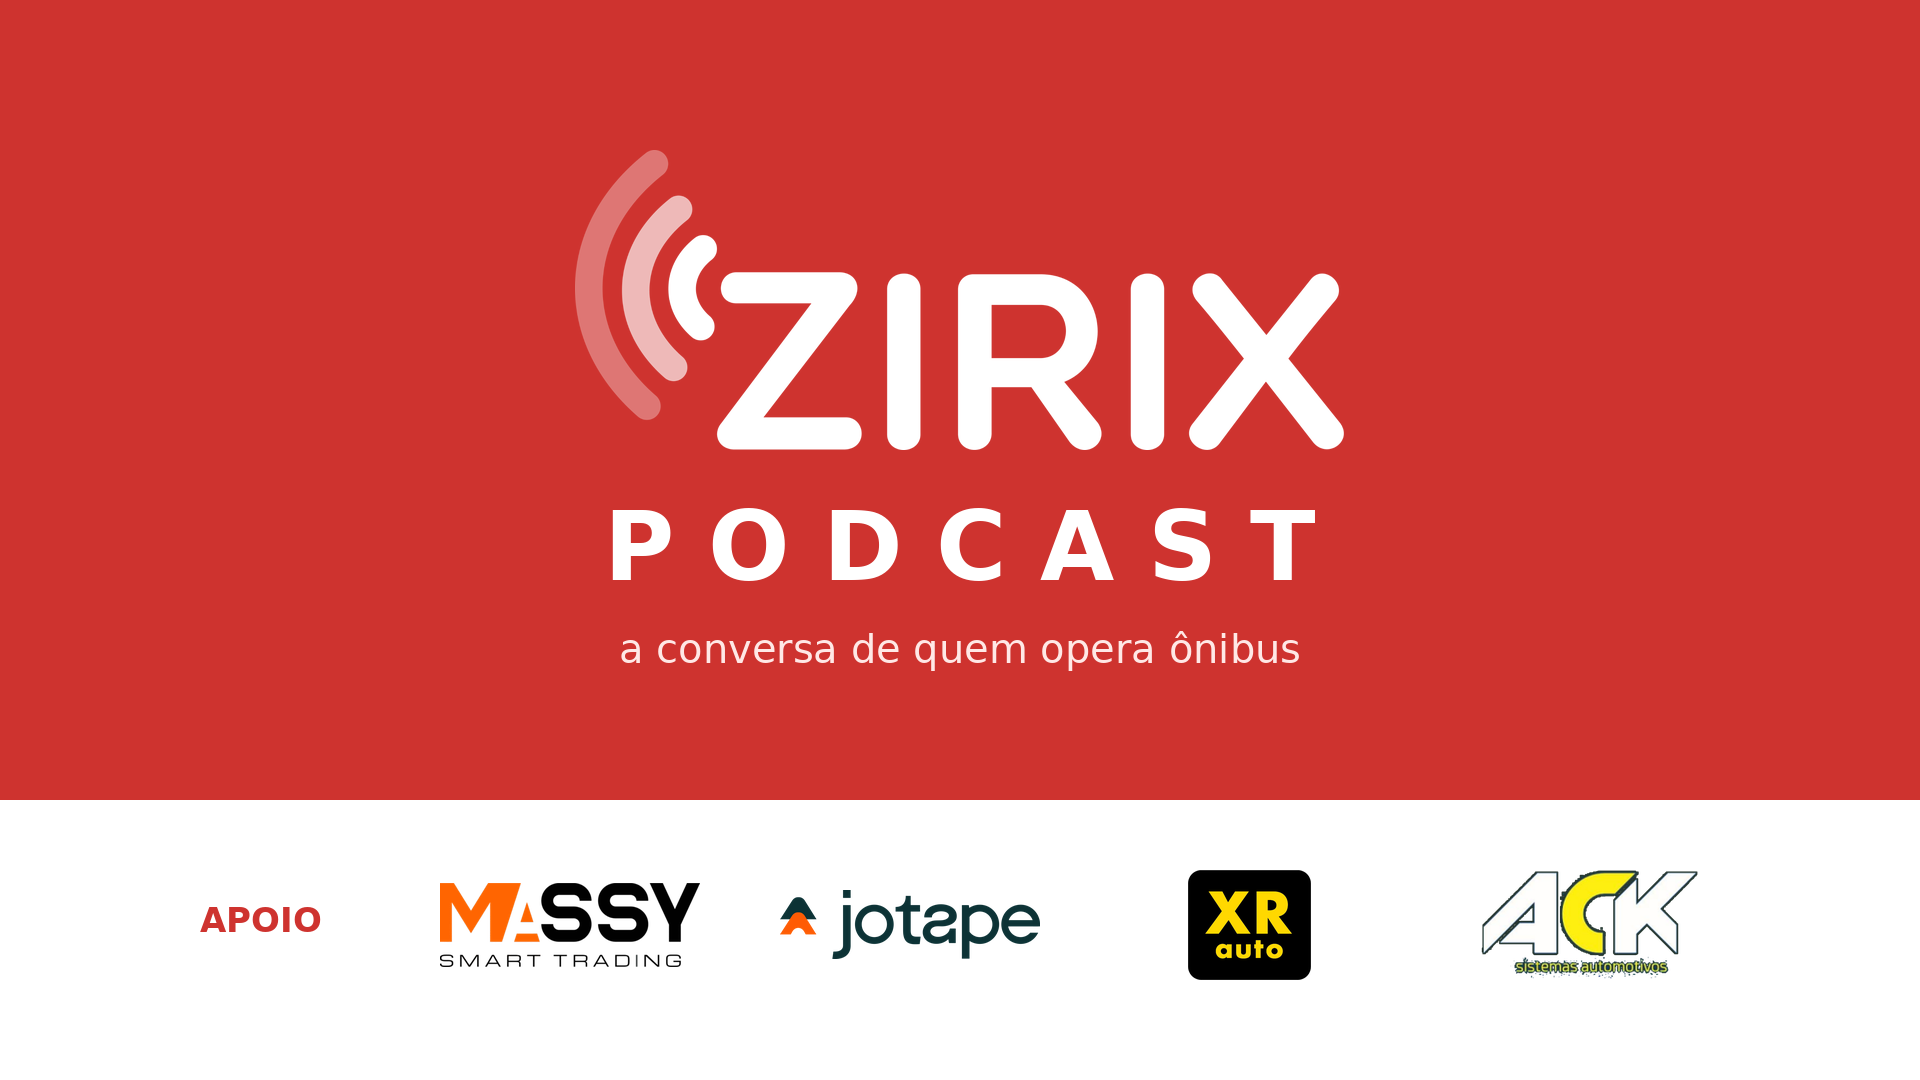 ZIRIX
PODCAST
a conversa de quem opera ônibus
APOIO
MASSY
SMART TRADING
jotape
XR
auto
ACK
sistemas automotivos